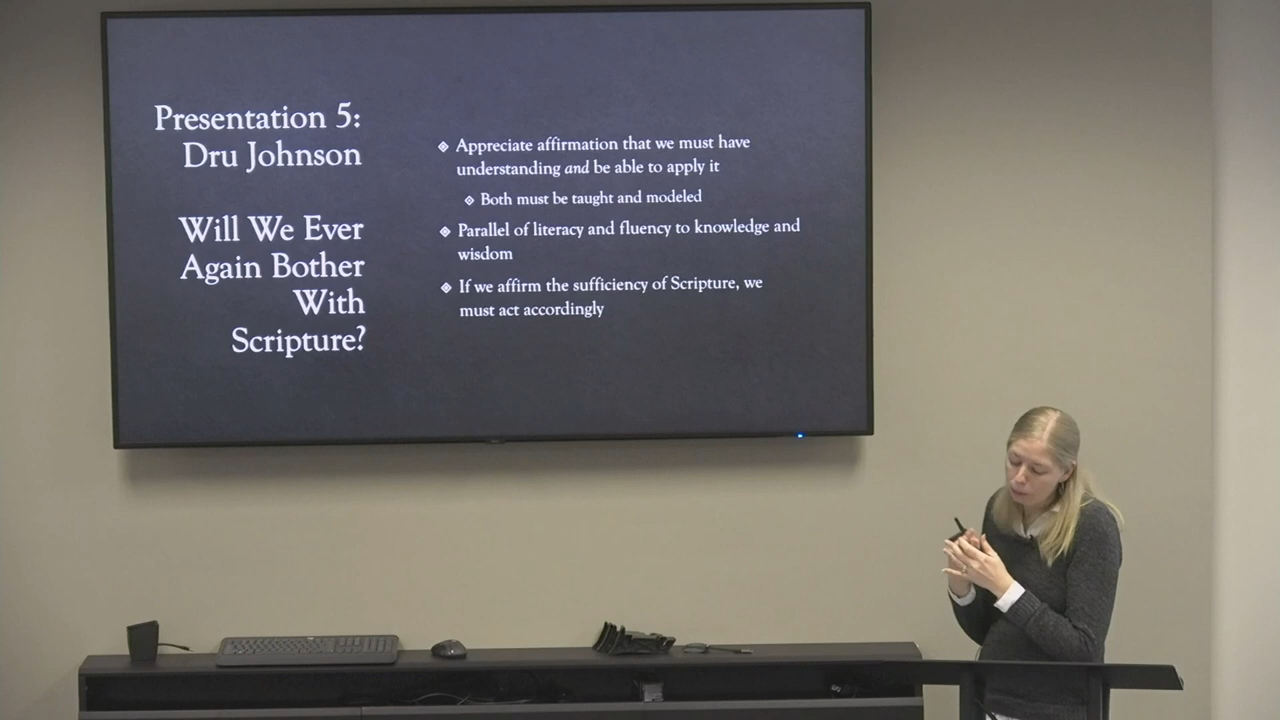 Presentation 5:
Dru Johnson
Will We Ever
Again Bother
With
Scripture?
Appreciate affirmation that we must have
understanding and be able to apply it
Both must be taught and modeled
Parallel of literacy and fluency to knowledge and
wisdom
If we affirm the sufficiency of Scripture, we
must act accordingly